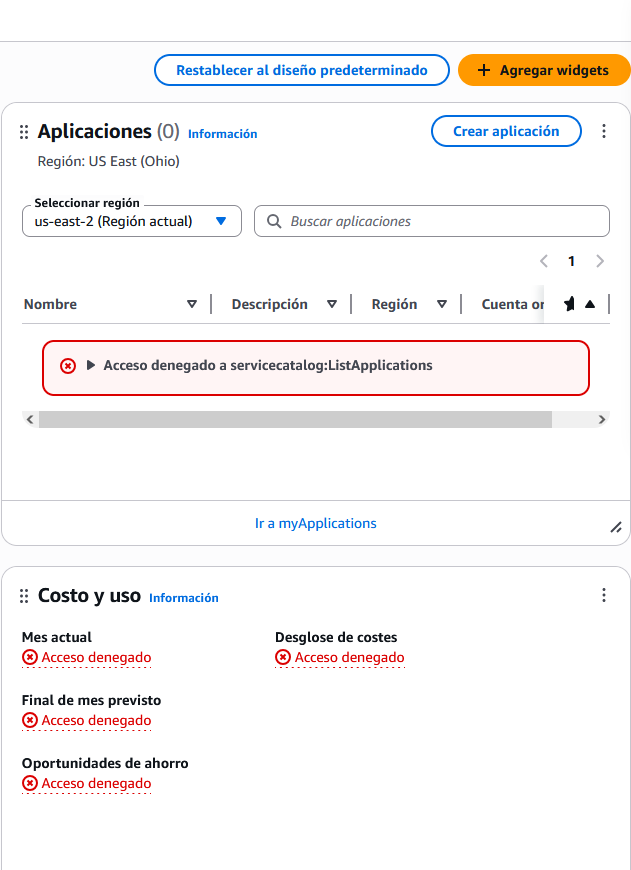 Restablecer al diseño predeterminado
Agregar widgets
Aplicaciones (0) Información
Crear aplicación
Región: US East (Ohio)
Seleccionar región
us-east-2 (Región actual)
Buscar aplicaciones
1
Nombre Descripción Región Cuenta or
Acceso denegado a servicecatalog:ListApplications
Ir a myApplications
Costo y uso Información
Mes actual
Acceso denegado
Desglose de costes
Acceso denegado
Final de mes previsto
Acceso denegado
Oportunidades de ahorro
Acceso denegado